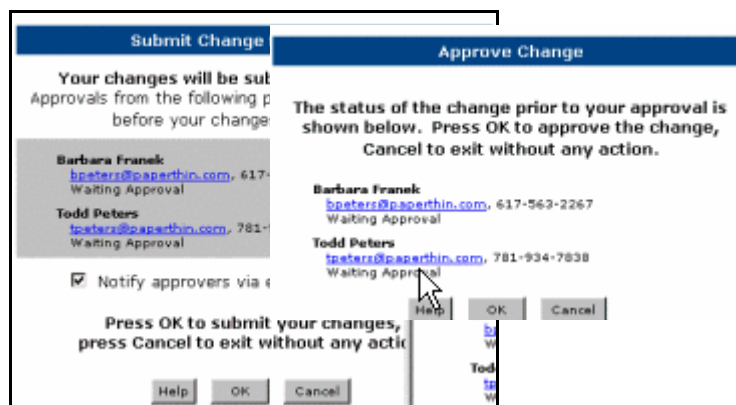 Submit Change
Your changes will be sub
Approvals from the following p
before your change
Barbara Franek
bpeters@paperthin.com, 617-
Waiting Approval
Todd Peters
tpeters@paperthin.com, 781-
Waiting Approval
Notify approvers via e
Press OK to submit your changes,
press Cancel to exit without any actic
Help OK Cancel
Approve Change
The status of the change prior to your approval is
shown below. Press OK to approve the change,
Cancel to exit without any action.
Barbara Franek
bpeters@paperthin.com, 617-563-2267
Waiting Approval
Todd Peters
tpeters@paperthin.com, 781-934-7838
Waiting Approval
Help OK Cancel
Tod